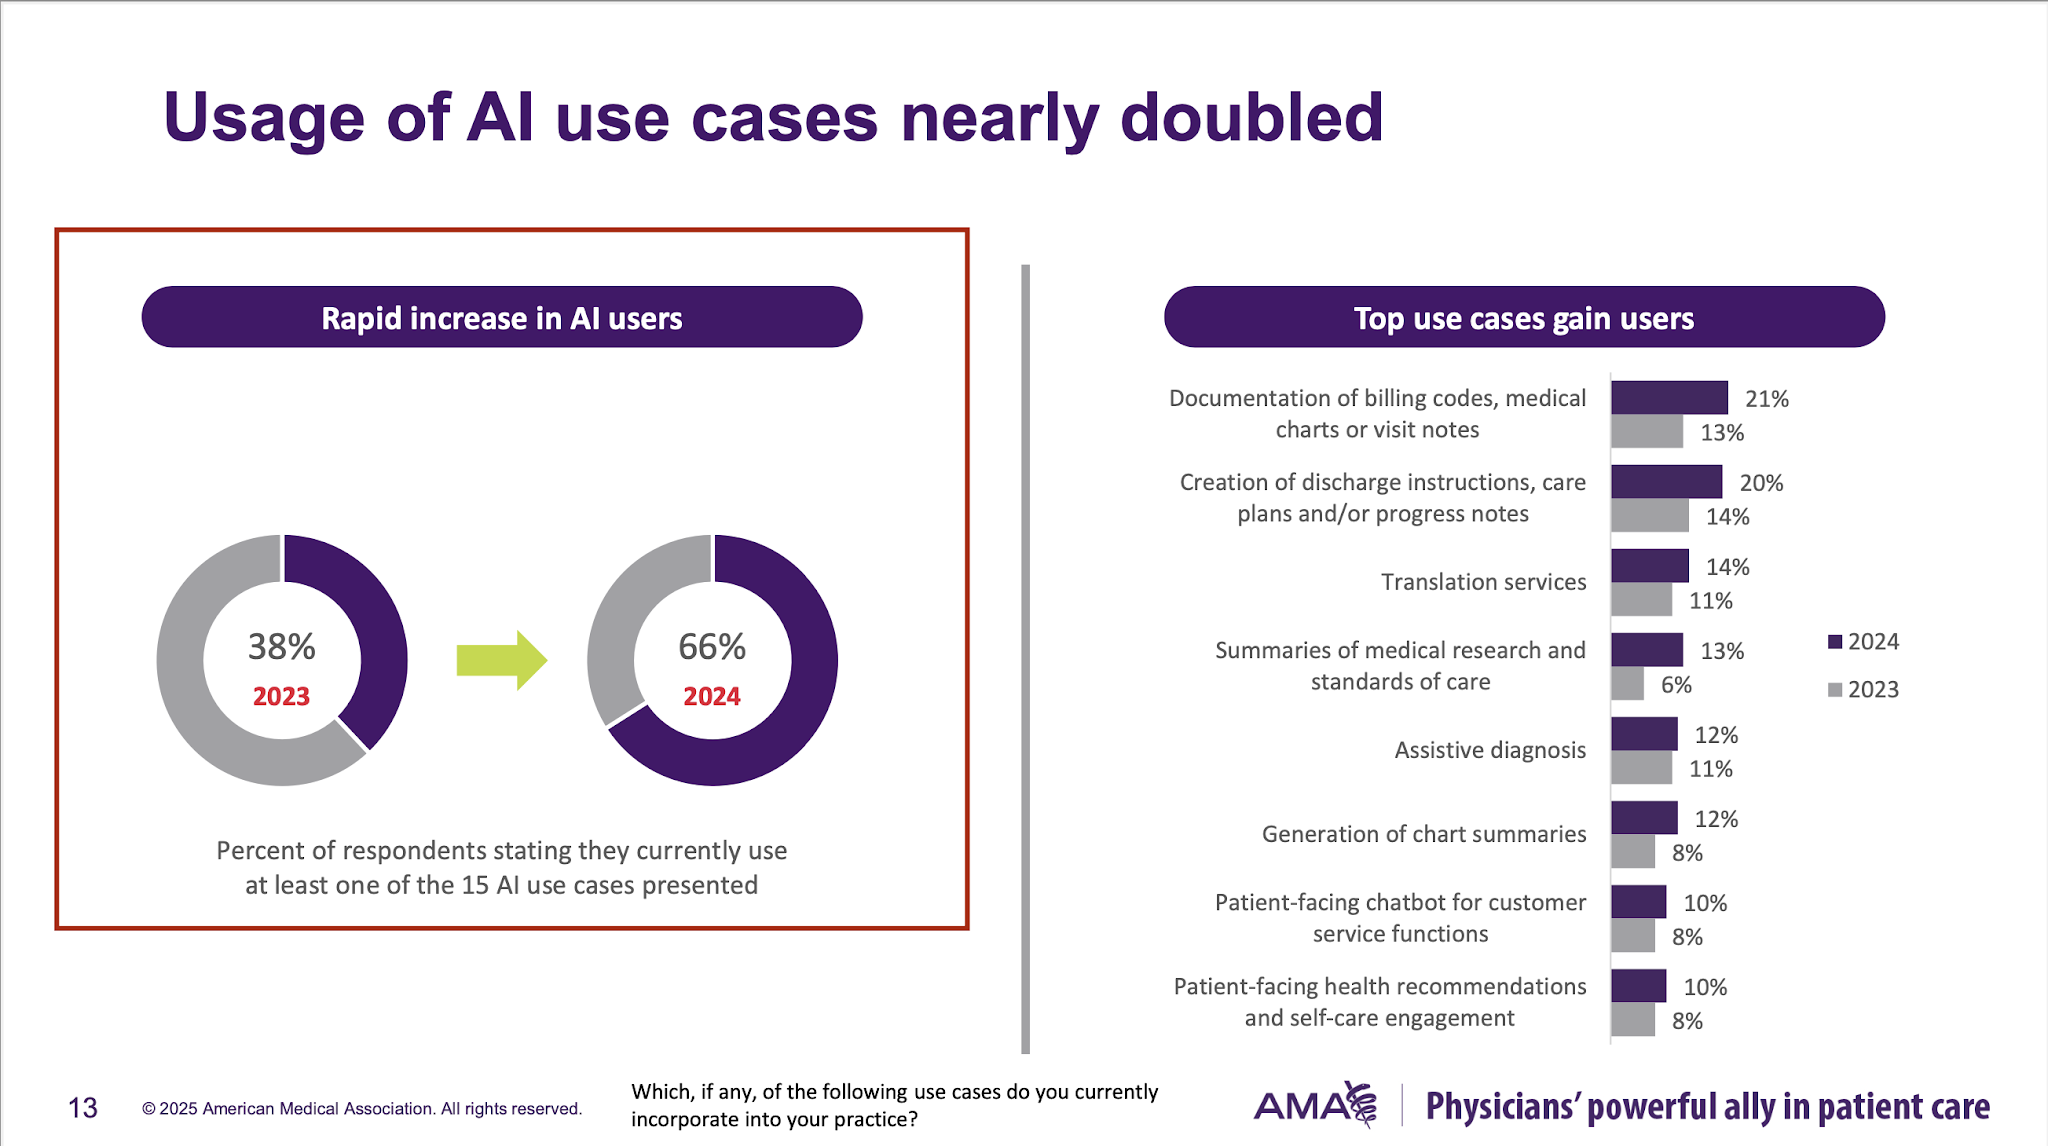 Usage of AI use cases nearly doubled
Rapid increase in AI users
38%
2023
66%
2024
Percent of respondents stating they currently use
at least one of the 15 AI use cases presented
Top use cases gain users
Documentation of billing codes, medical
charts or visit notes
21%
13%
Creation of discharge instructions, care
plans and/or progress notes
20%
14%
Translation services
14%
11%
Summaries of medical research and
standards of care
13%
6%
Assistive diagnosis
12%
11%
Generation of chart summaries
12%
8%
Patient-facing chatbot for customer
service functions
10%
8%
Patient-facing health recommendations
and self-care engagement
10%
8%
2024
2023
13
© 2025 American Medical Association. All rights reserved.
Which, if any, of the following use cases do you currently
incorporate into your practice?
AMA
Physicians’ powerful ally in patient care